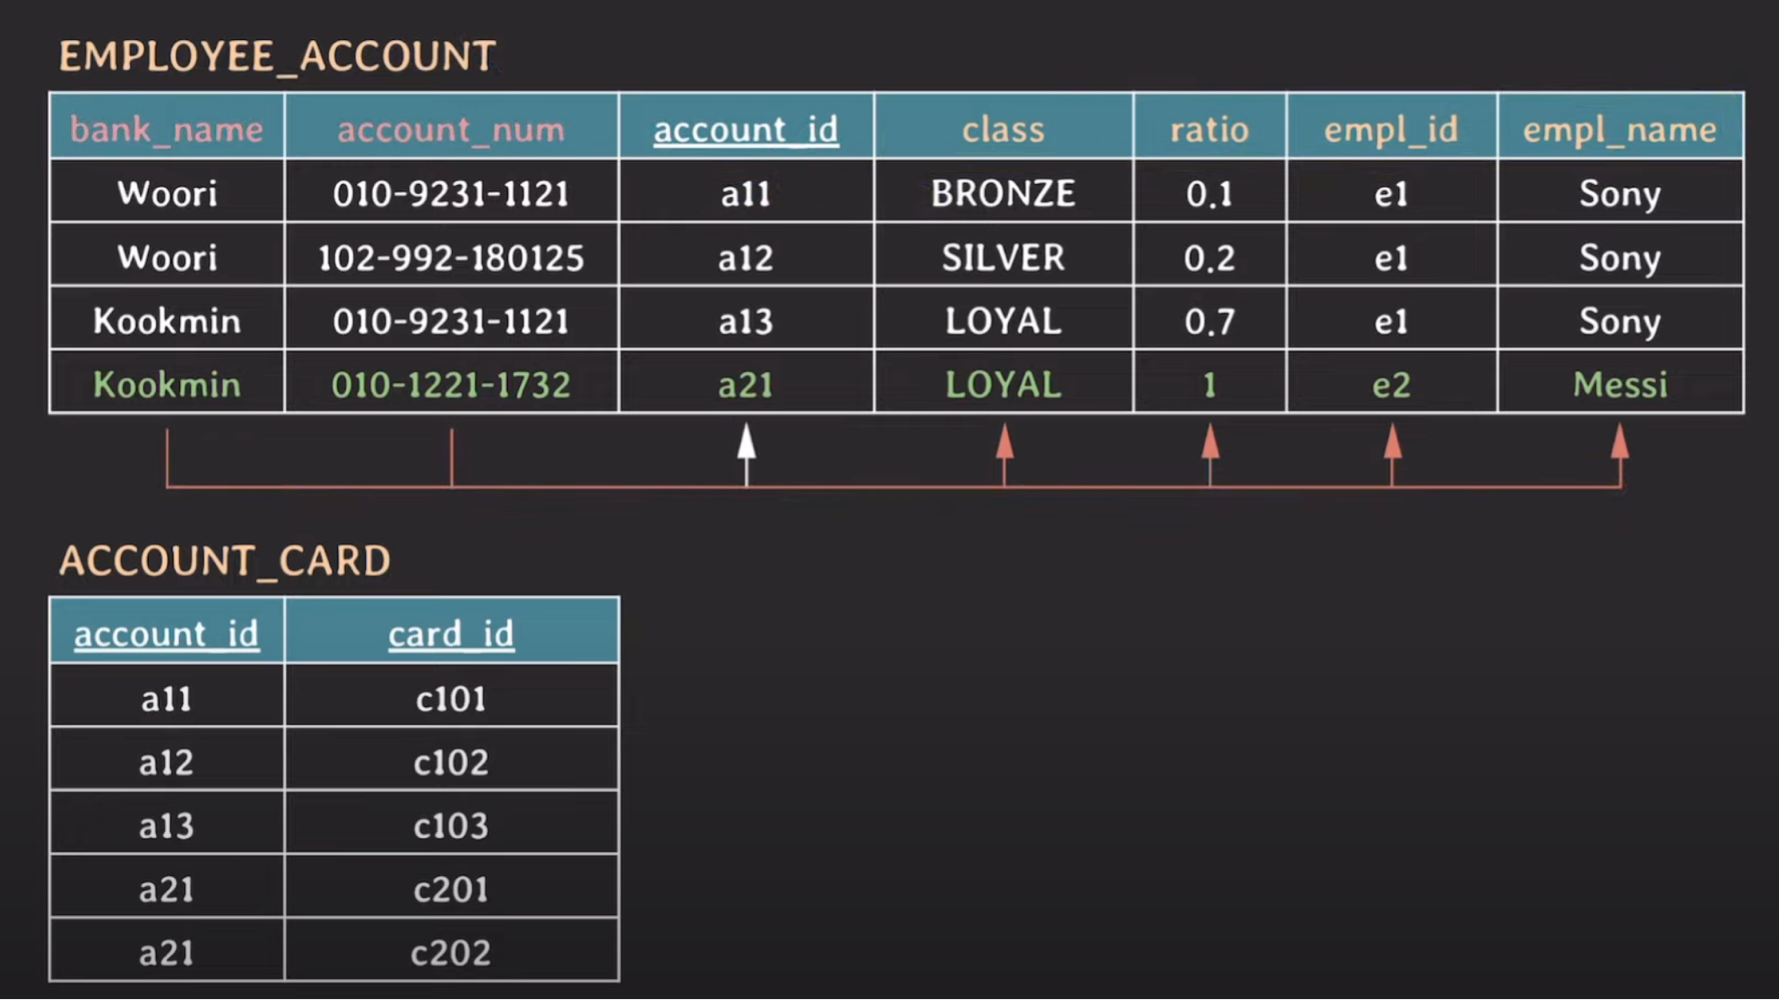 EMPLOYEE_ACCOUNT
bank_name account_num account_id class ratio empl_id empl_name
Woori 010-9231-1121 a11 BRONZE 0.1 e1 Sony
Woori 102-992-180125 a12 SILVER 0.2 e1 Sony
Kookmin 010-9231-1121 a13 LOYAL 0.7 e1 Sony
Kookmin 010-1221-1732 a21 LOYAL 1 e2 Messi
ACCOUNT_CARD
account_id card_id
a11 c101
a12 c102
a13 c103
a21 c201
a21 c202